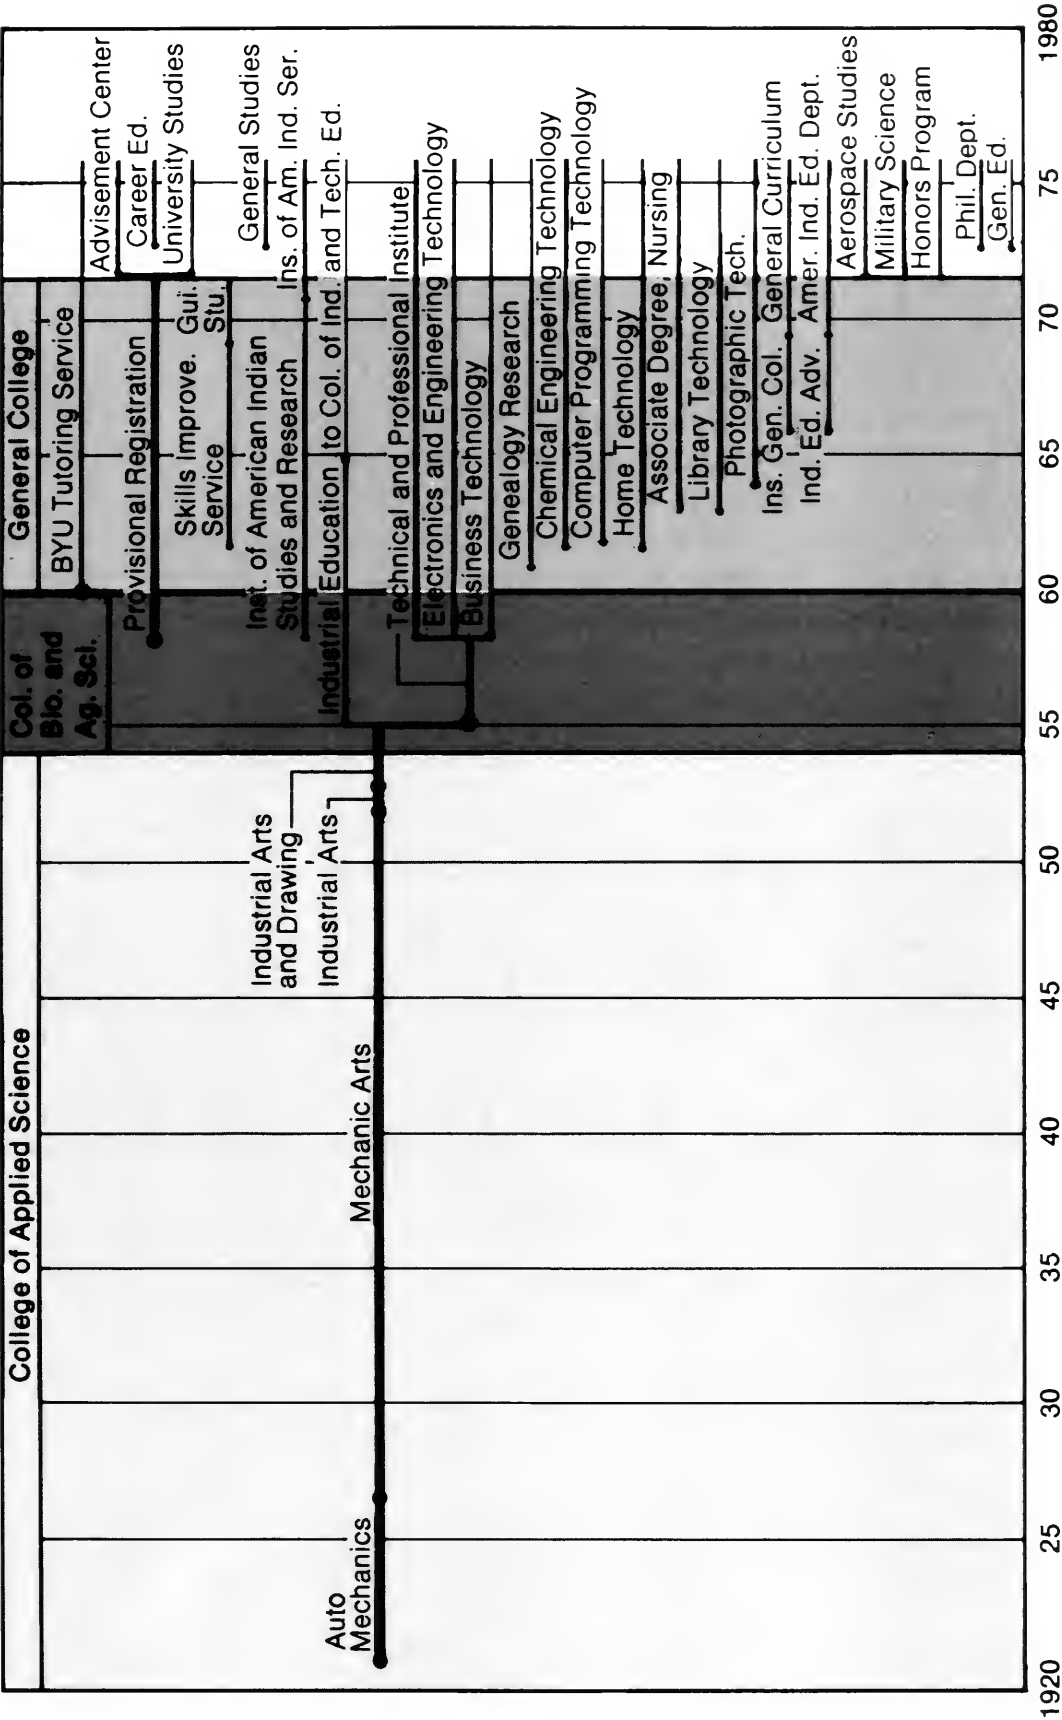 College of Applied Science
Col. of
Bio. and
Ag. Sci.
General College
BYU Tutoring Service
Advisement Center
Provisional Registration
Career Ed.
University Studies
Skills Improve.
Service
Gui.
Stu.
General Studies
Inst. of American Indian
Studies and Research
Ins. of Am. Ind. Ser.
Industrial Education to Col. of Ind. and Tech. Ed.
Industrial Arts
and Drawing
Industrial Arts
Auto
Mechanics
Mechanic Arts
Technical and Professional Institute
Electronics and Engineering Technology
Business Technology
Genealogy Research
Chemical Engineering Technology
Computer Programming Technology
Home Technology
Associate Degree, Nursing
Library Technology
Photographic Tech.
Ins. Gen. Col.
General Curriculum
Ind. Ed. Adv.
Amer. Ind. Ed. Dept.
Aerospace Studies
Military Science
Honors Program
Phil. Dept.
Gen. Ed.
1920 25 30 35 40 45 50 55 60 65 70 75 1980